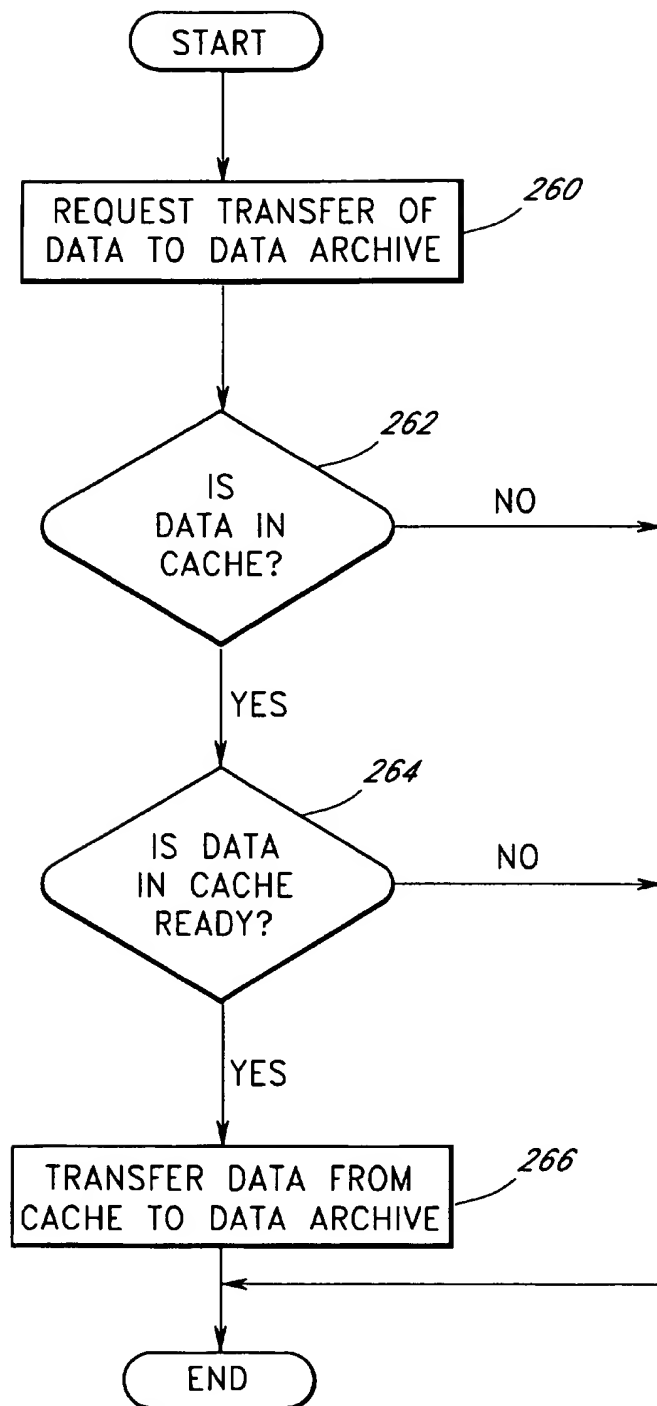 START
REQUEST TRANSFER OF
DATA TO DATA ARCHIVE
260
IS
DATA IN
CACHE?
262
NO
YES
IS DATA
IN CACHE
READY?
264
NO
YES
TRANSFER DATA FROM
CACHE TO DATA ARCHIVE
266
END